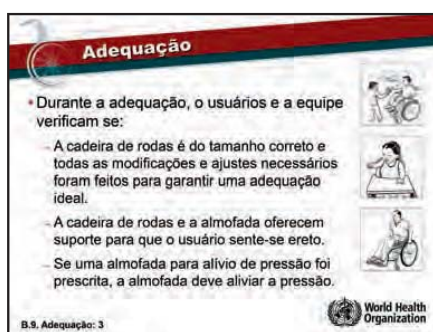 Adequação
• Durante a adequação, o usuários e a equipe
verificam se:
– A cadeira de rodas é do tamanho correto e
todas as modificações e ajustes necessários
foram feitos para garantir uma adequação
ideal.
– A cadeira de rodas e a almofada oferecem
suporte para que o usuário sente-se ereto.
– Se uma almofada para alívio de pressão foi
prescrita, a almofada deve aliviar a pressão.
B.9. Adequação: 3
World Health
Organization